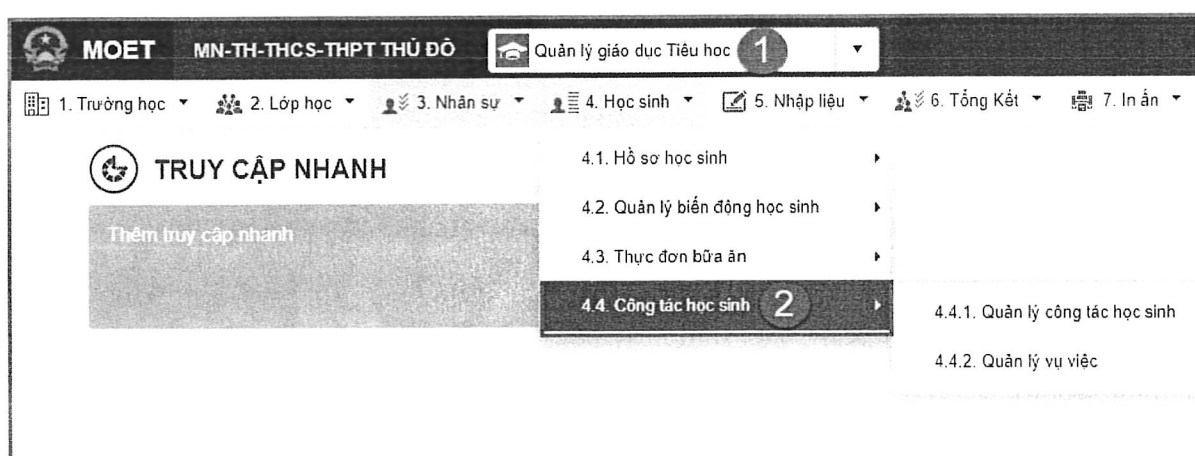 MOET MN-TH-THCS-THPT THỦ ĐÔ Quản lý giáo dục Tiểu học 1
1. Trường học 2. Lớp học 3. Nhân sự 4. Học sinh 5. Nhập liệu 6. Tổng Kết 7. In ấn
TRUY CẬP NHANH
Thêm truy cập nhanh
4.1. Hồ sơ học sinh
4.2. Quản lý biến động học sinh
4.3. Thực đơn bữa ăn
4.4. Công tác học sinh 2
4.4.1. Quản lý công tác học sinh
4.4.2. Quản lý vụ việc